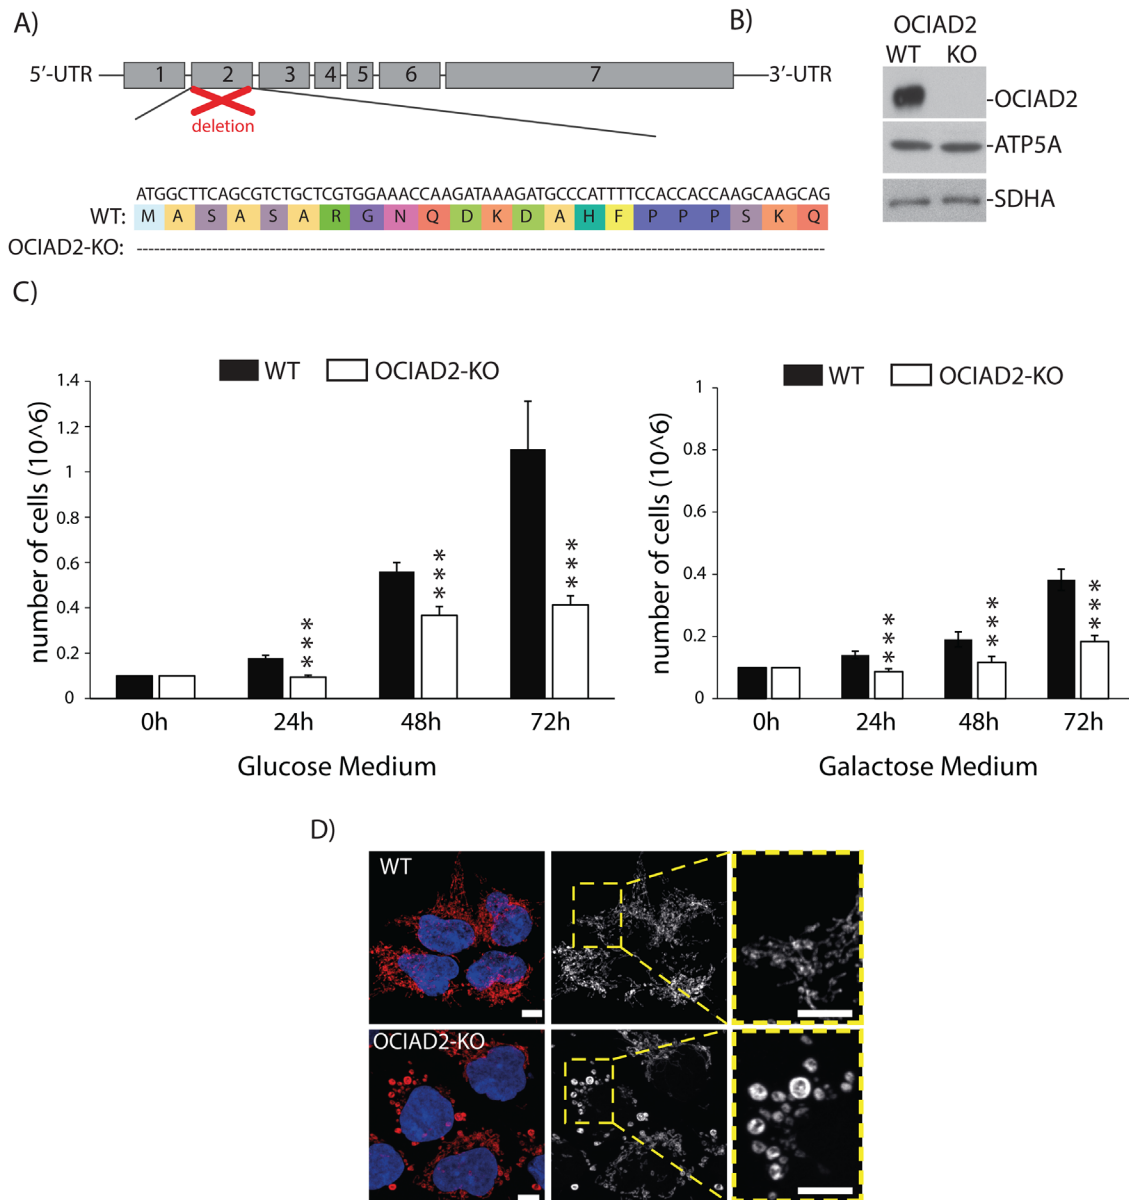 A)
5'-UTR 1 2 3 4 5 6 7 3'-UTR
deletion
ATGGCTTCAGCGTCTGCTCGTGGAAACCAAGATAAAGATGCCCATTTTCCACCACCAAGCAAGCAG
WT: M A S A S A R G N Q D K D A H F P P P S K Q
OCIAD2-KO: ------------------------------------------------------------------
B)
OCIAD2
WT KO
-OCIAD2
-ATP5A
-SDHA
C)
WT OCIAD2-KO
number of cells (10^6)
1.4
1.2
1
0.8
0.6
0.4
0.2
0
***
***
***
0h 24h 48h 72h
Glucose Medium
WT OCIAD2-KO
number of cells (10^6)
1
0.8
0.6
0.4
0.2
0
***
***
***
0h 24h 48h 72h
Galactose Medium
D)
WT
OCIAD2-KO